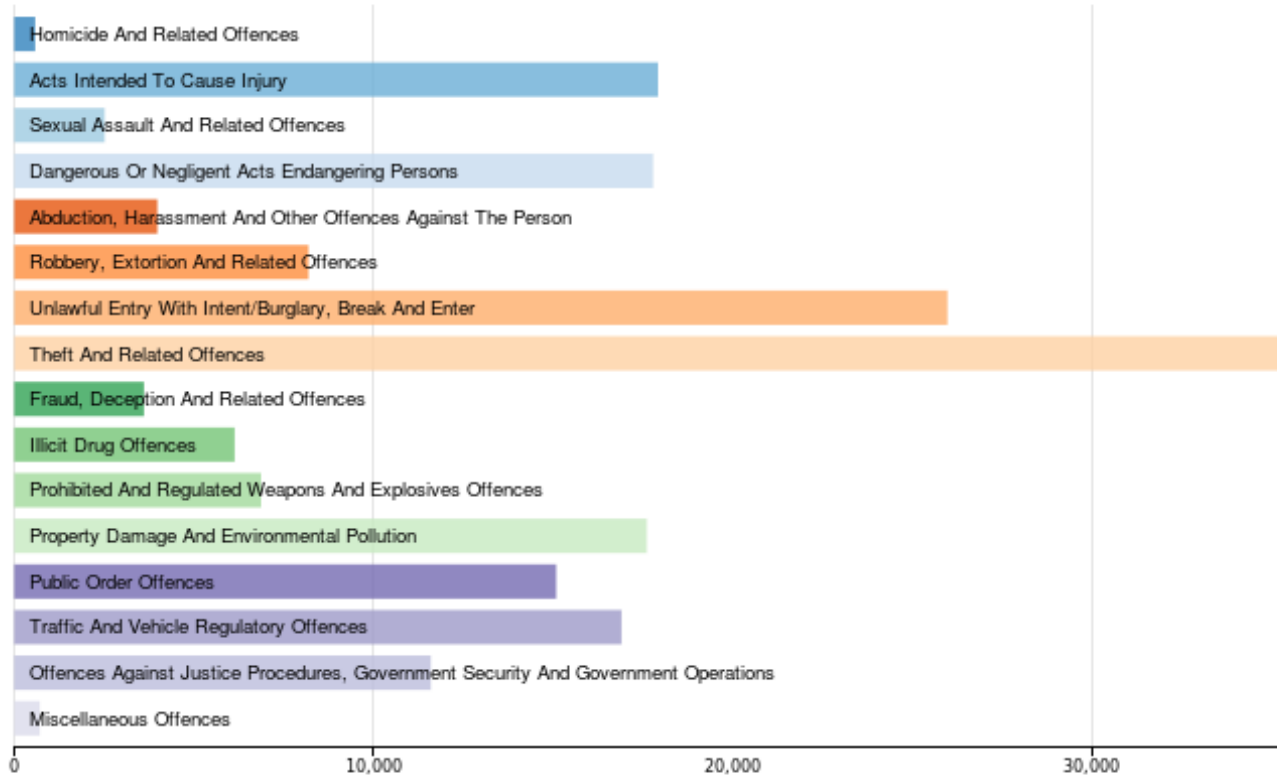 Homicide And Related Offences
Acts Intended To Cause Injury
Sexual Assault And Related Offences
Dangerous Or Negligent Acts Endangering Persons
Abduction, Harassment And Other Offences Against The Person
Robbery, Extortion And Related Offences
Unlawful Entry With Intent/Burglary, Break And Enter
Theft And Related Offences
Fraud, Deception And Related Offences
Illicit Drug Offences
Prohibited And Regulated Weapons And Explosives Offences
Property Damage And Environmental Pollution
Public Order Offences
Traffic And Vehicle Regulatory Offences
Offences Against Justice Procedures, Government Security And Government Operations
Miscellaneous Offences
0 10,000 20,000 30,000